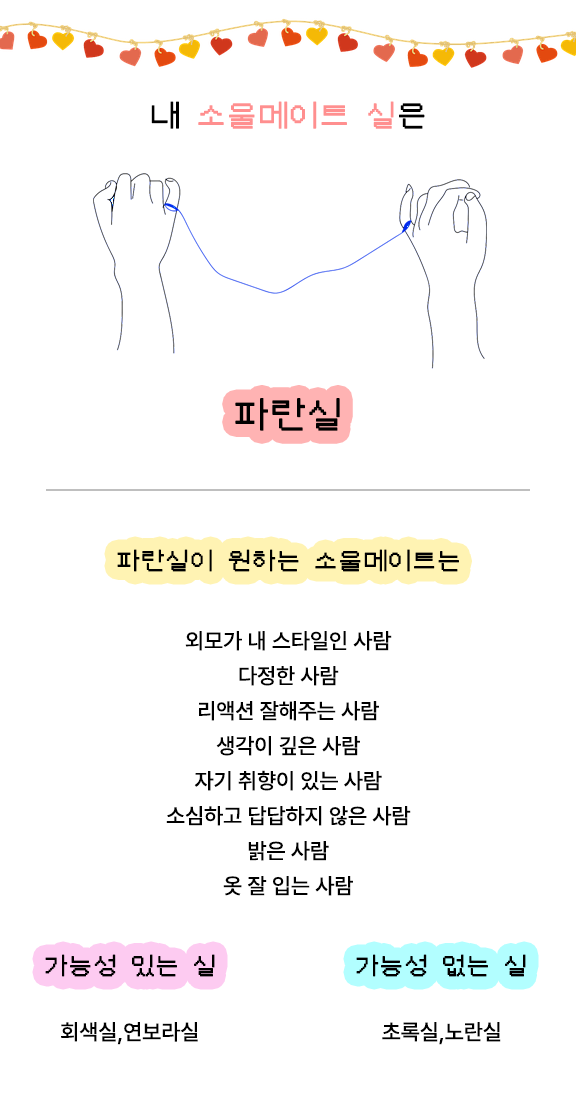 내 소울메이트 실은
파란실
파란실이 원하는 소울메이트는
외모가 내 스타일인 사람
다정한 사람
리액션 잘해주는 사람
생각이 깊은 사람
자기 취향이 있는 사람
소심하고 답답하지 않은 사람
밝은 사람
옷 잘 입는 사람
가능성 있는 실
회색실,연보라실
가능성 없는 실
초록실,노란실